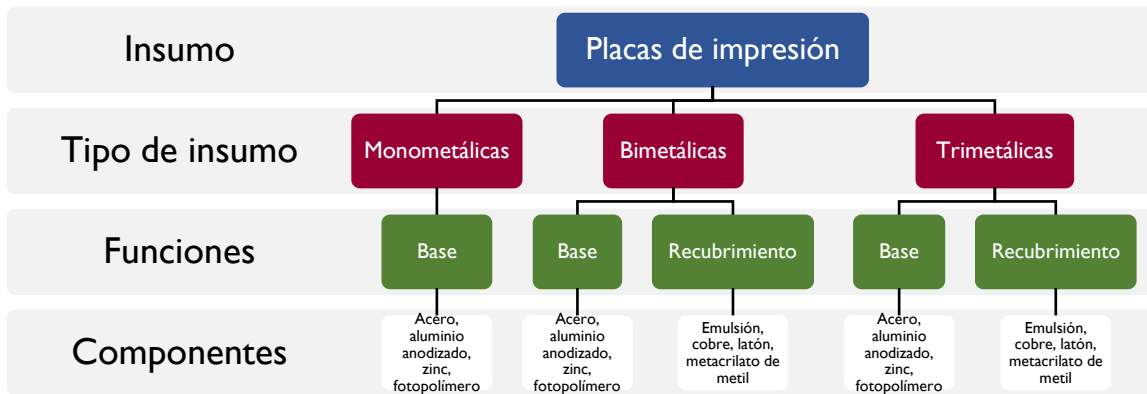 Insumo
Placas de impresión
Tipo de insumo
Monometálicas
Bimetálicas
Trimetálicas
Funciones
Base
Base
Recubrimiento
Base
Recubrimiento
Componentes
Acero,
aluminio
anodizado,
zinc,
fotopolímero
Acero,
aluminio
anodizado,
zinc,
fotopolímero
Emulsión,
cobre, latón,
metacrilato de
metil
Acero,
aluminio
anodizado,
zinc,
fotopolímero
Emulsión,
cobre, latón,
metacrilato de
metil